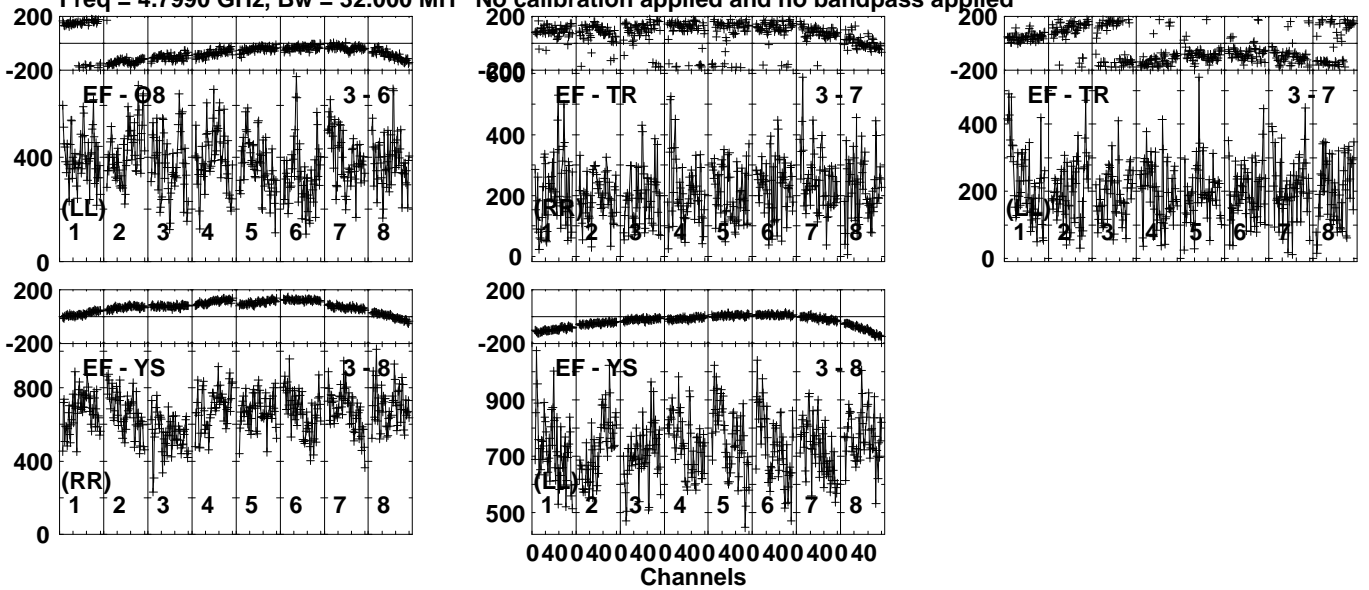 Freq = 4.7990 GHz, Bw = 32.000 MH No calibration applied and no bandpass applied
200
-200
EF - O8 3 - 6
400
(LL)
1 2 3 4 5 6 7 8
0
200
-200
600
EF - TR 3 - 7
400
200
(RR)
1 2 3 4 5 6 7 8
0
200
-200
EF - TR 3 - 7
400
200
(LL)
1 2 3 4 5 6 7 8
0
200
-200
EF - YS 3 - 8
800
400
(RR)
1 2 3 4 5 6 7 8
0
200
-200
EF - YS 3 - 8
900
700
(LL)
1 2 3 4 5 6 7 8
500
0 40 0 40 0 40 0 40 0 40 0 40 0 40 0 40
Channels